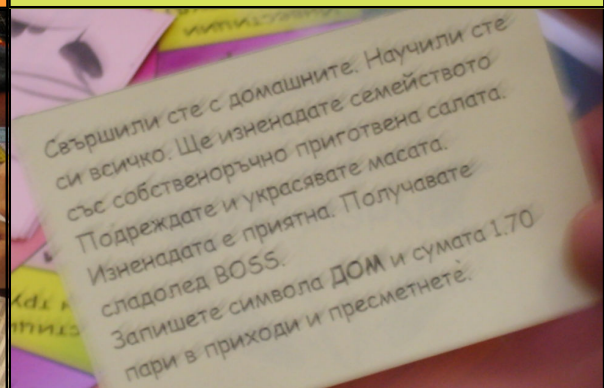 Свършили сте с домашните. Научили сте
си всичко. Ще изненадате семейството
със собственоръчно приготвена салата.
Подреждате и украсявате масата.
Изненадата е приятна. Получавате
сладолед BOSS.
Запишете символа ДОМ и сумата 1.70
пари в приходи и пресметнете.